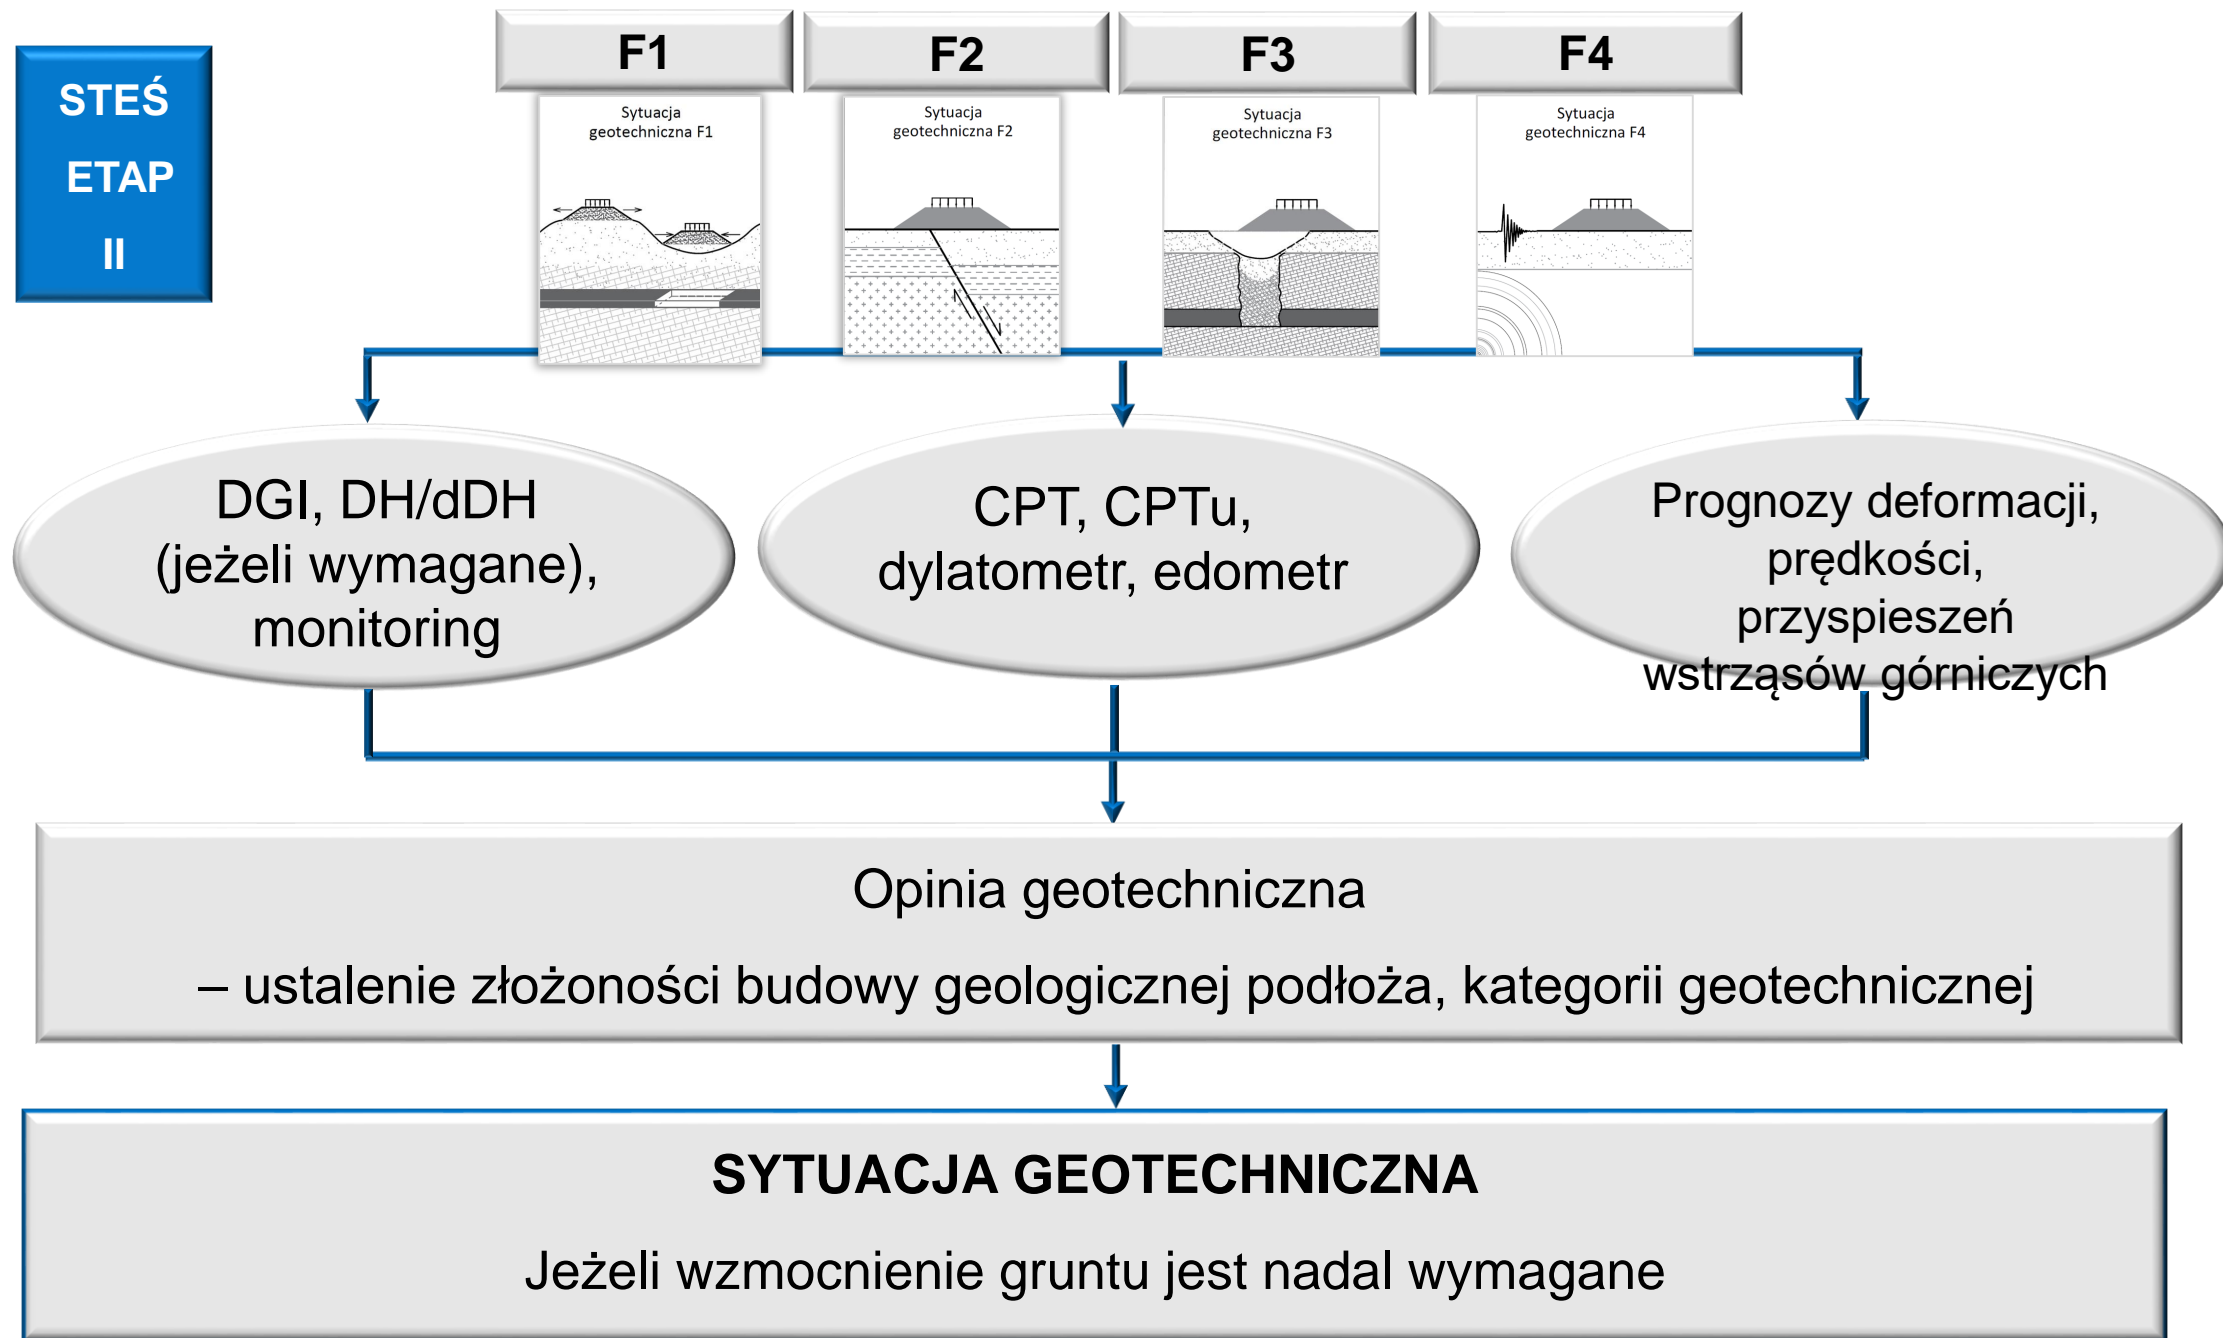 STEŚ
ETAP
II
F1
F2
F3
F4
Sytuacja
geotechniczna F1
Sytuacja
geotechniczna F2
Sytuacja
geotechniczna F3
Sytuacja
geotechniczna F4
DGI, DH/dDH
(jeżeli wymagane),
monitoring
CPT, CPTu,
dylatometr, edometr
Prognozy deformacji,
prędkości,
przyspieszeń
wstrząsów górniczych
Opinia geotechniczna
– ustalenie złożoności budowy geologicznej podłoża, kategorii geotechnicznej
SYTUACJA GEOTECHNICZNA
Jeżeli wzmocnienie gruntu jest nadal wymagane